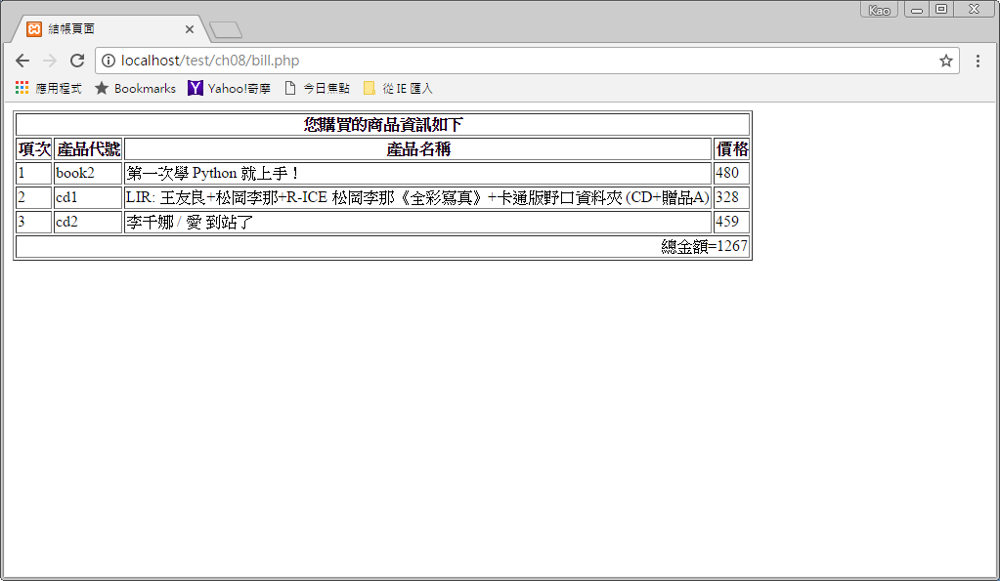 Kao
結帳頁面
localhost/test/ch08/bill.php
應用程式 Bookmarks Yahoo!奇摩 今日焦點 從 IE 匯入
您購買的商品資訊如下
項次 產品代號 產品名稱 價格
1 book2 第一次學 Python 就上手！ 480
2 cd1 LIR: 王友良+松岡李那+R-ICE 松岡李那《全彩寫真》+卡通版野口資料夾 (CD+贈品A) 328
3 cd2 李千娜 / 愛 到站了 459
總金額=1267